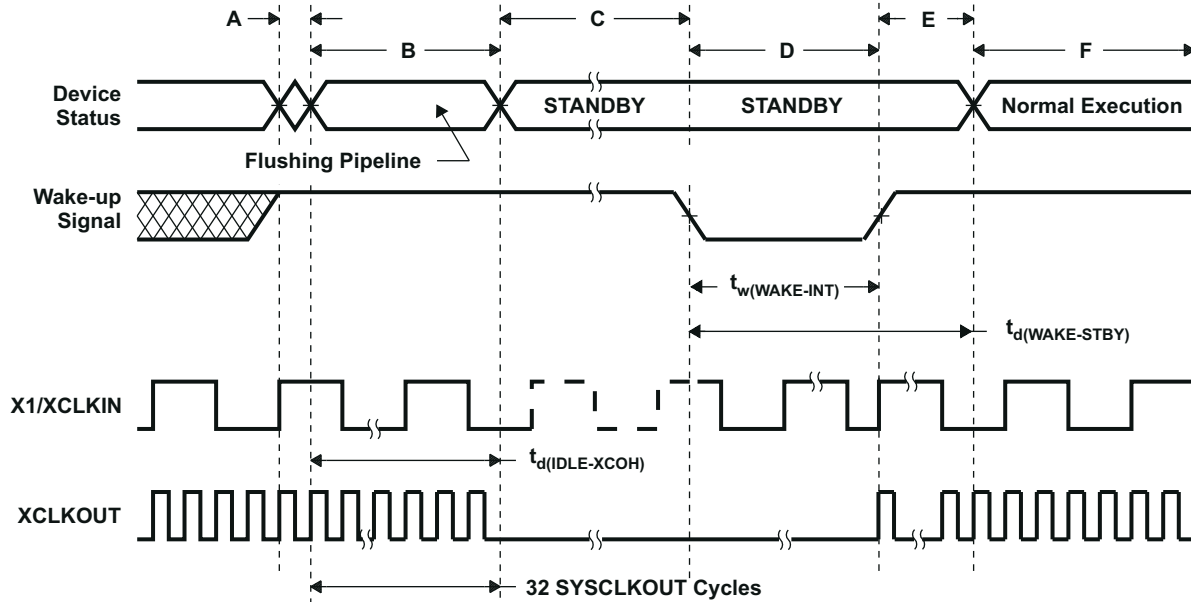 A
C
E
B
D
F
Device
Status
STANDBY
STANDBY
Normal Execution
Flushing Pipeline
Wake-up
Signal
tw(WAKE-INT)
td(WAKE-STBY)
X1/XCLKIN
td(IDLE-XCOH)
XCLKOUT
32 SYSCLKOUT Cycles